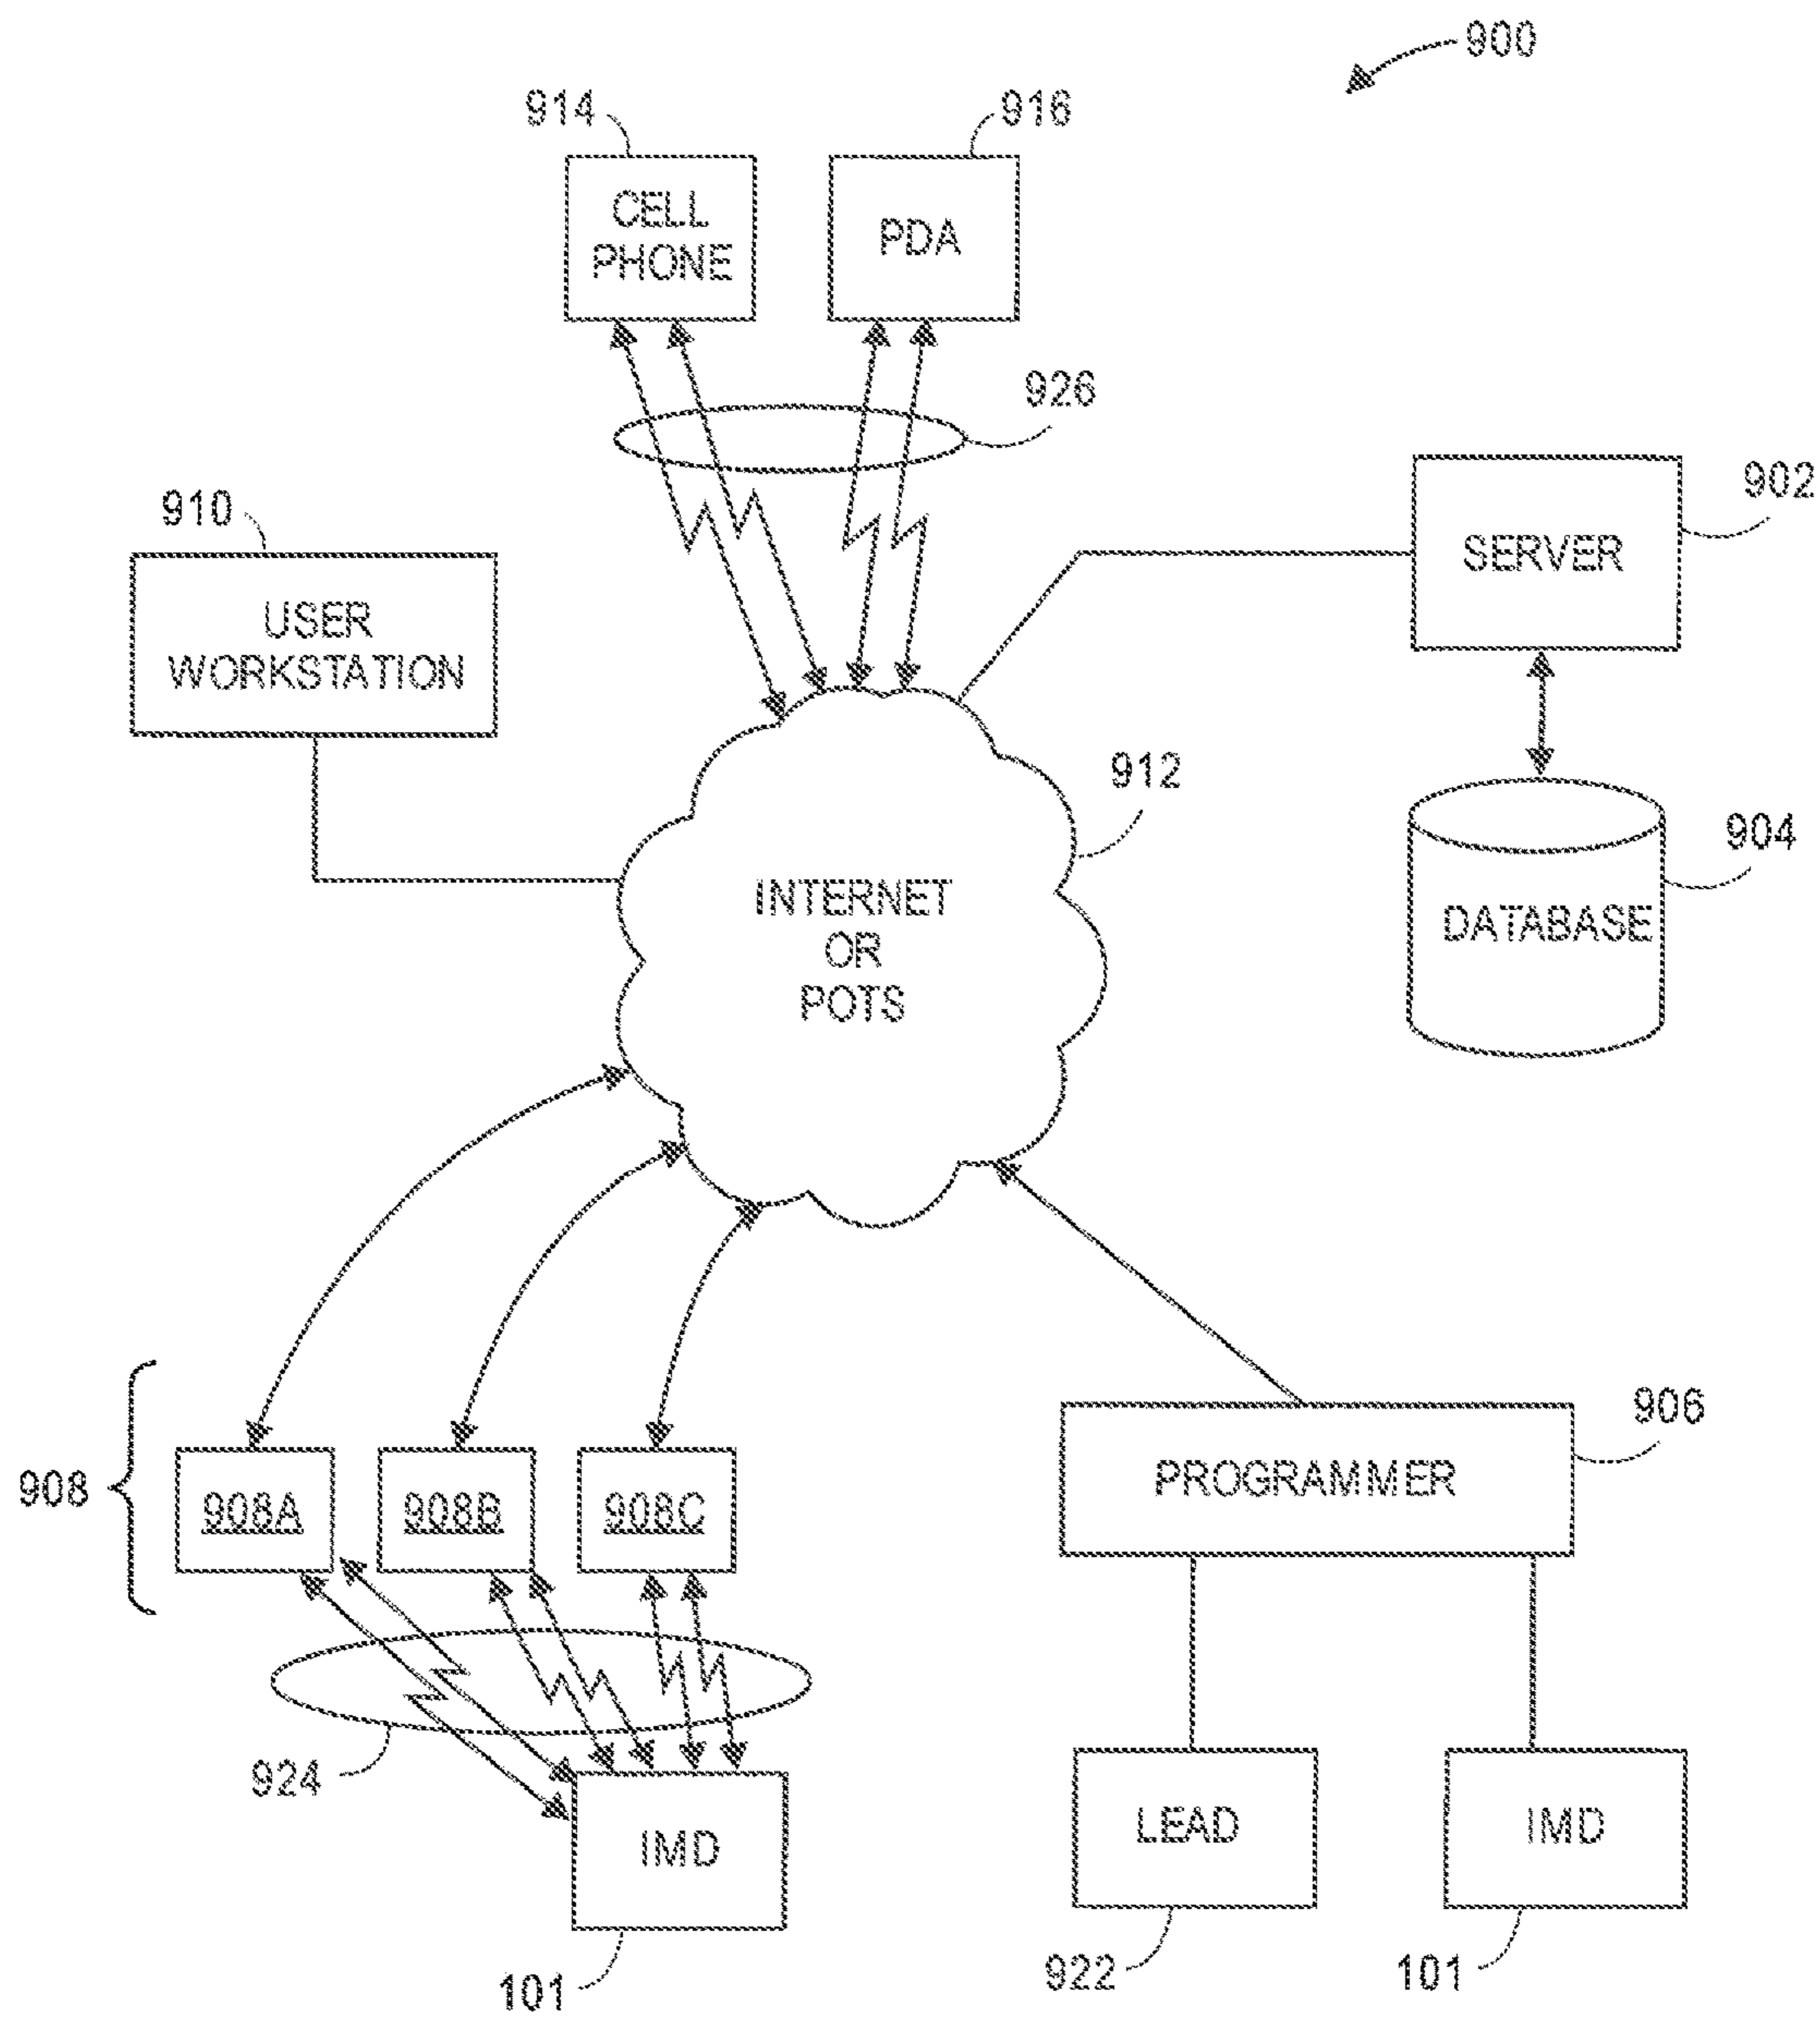 900
914
916
CELL
PHONE
PDA
926
902
910
SERVER
USER
WORKSTATION
912
904
INTERNET
OR
POTS
DATABASE
906
908
908A
908B
908C
PROGRAMMER
924
IMD
LEAD
IMD
101
922
101